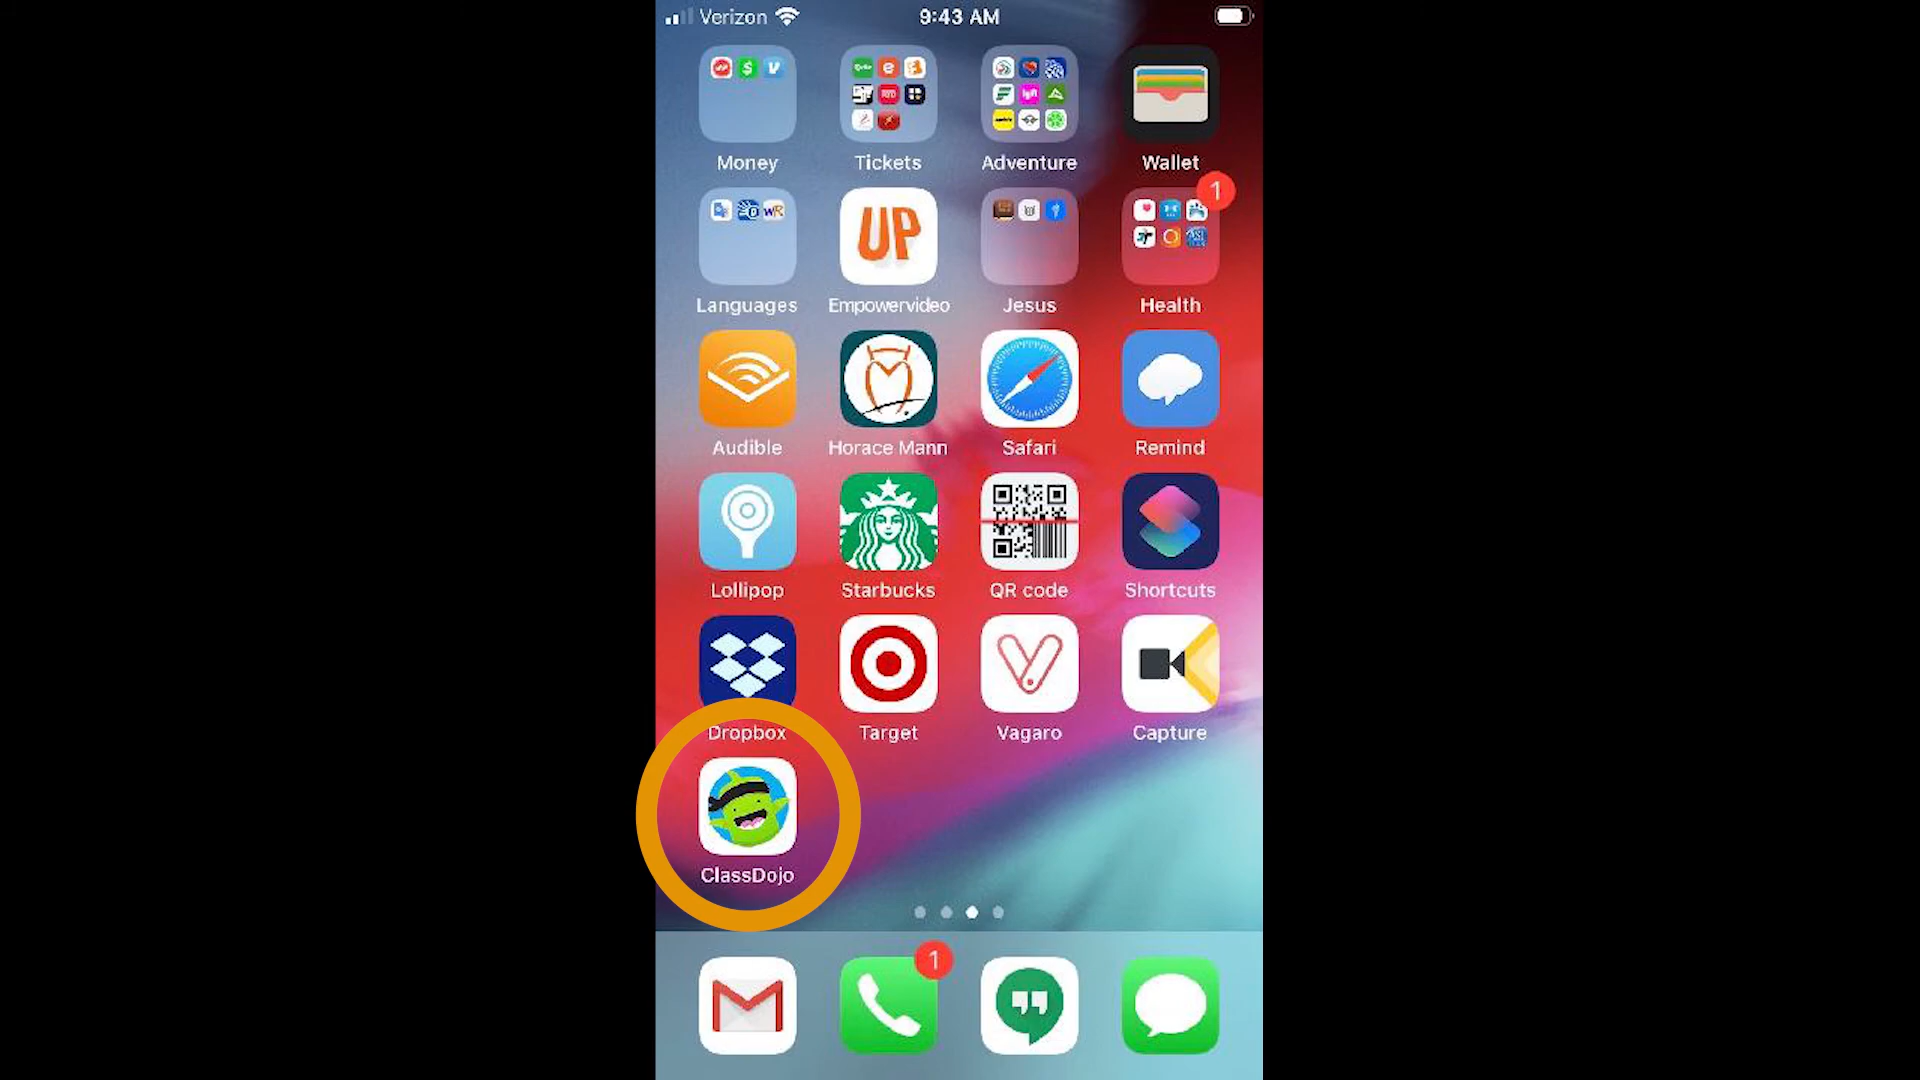 Verizon 9:43 AM
Money Tickets Adventure Wallet
1
UP
Languages Empowervideo Jesus Health
Audible Horace Mann Safari Remind
Lollipop Starbucks QR code Shortcuts
Dropbox Target Vagaro Capture
ClassDojo
1